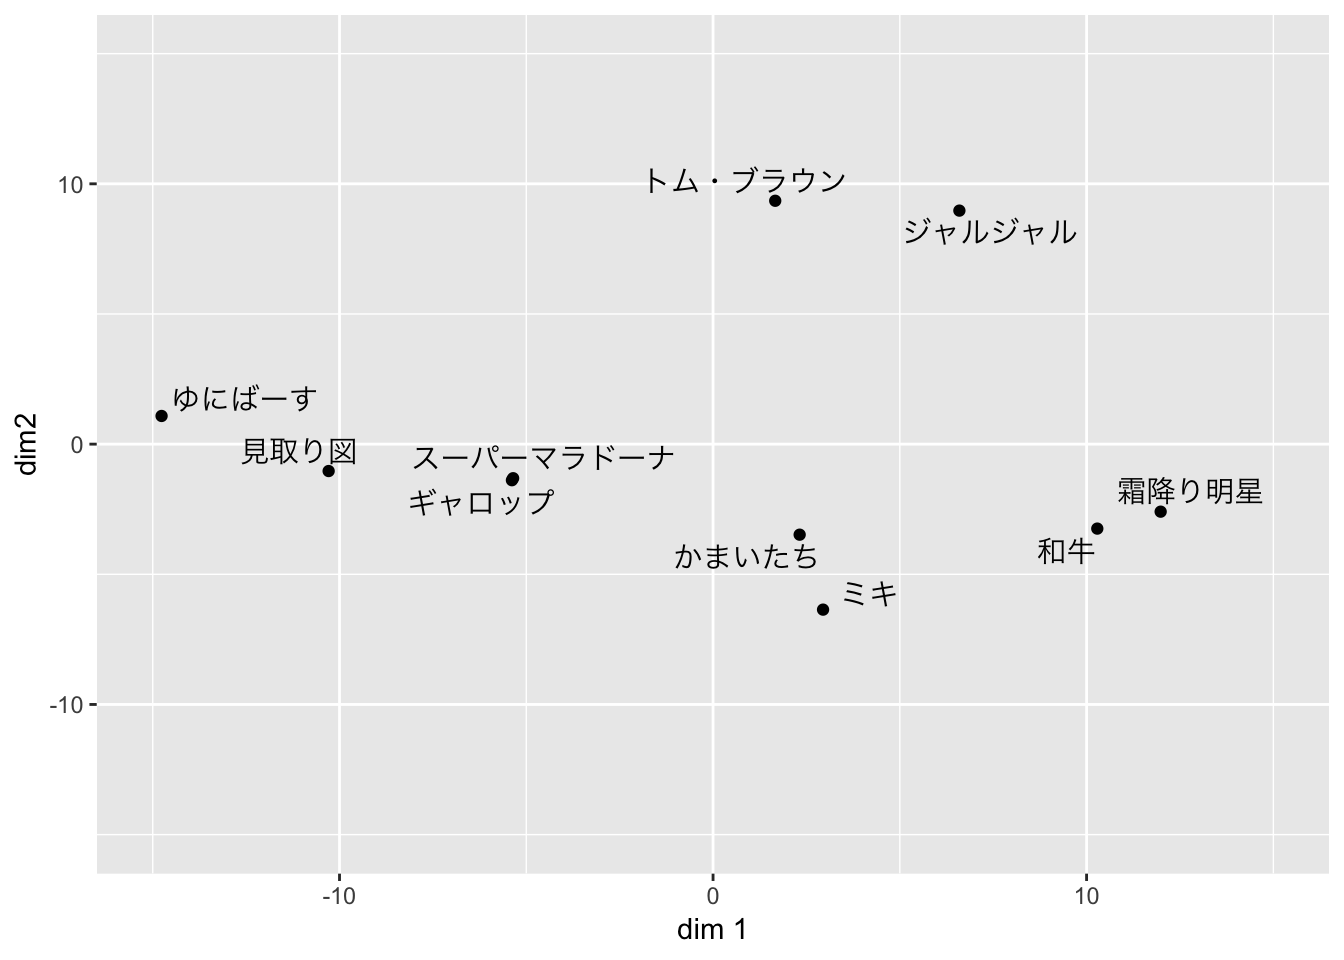 トム・ブラウン
10
ジャルジャル
ゆにばーす
dim2
0
見取り図
スーパーマラドーナ
ギャロップ
霜降り明星
和牛
かまいたち
ミキ
-10
-10
0
10
dim 1